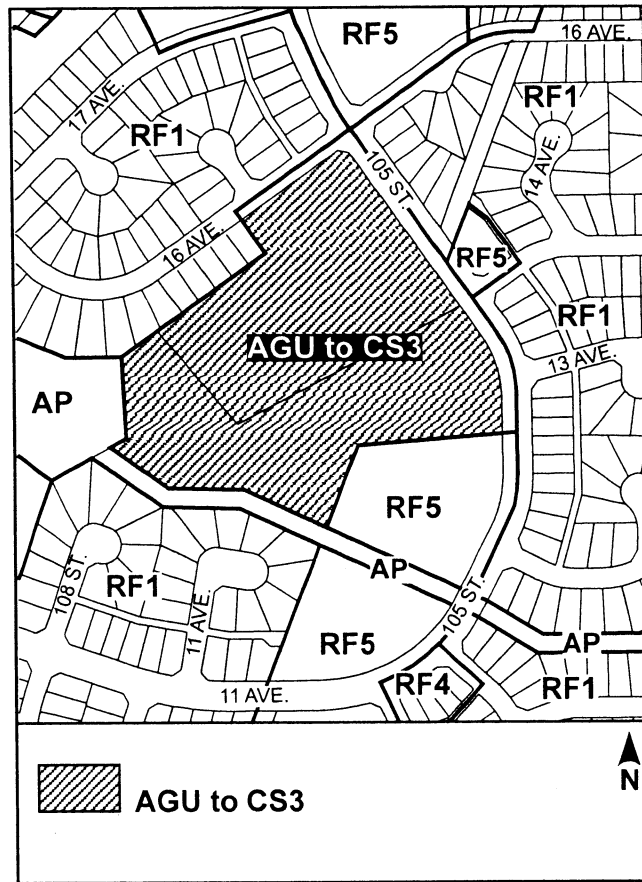 RF5
16 AVE.
17 AVE.
RF1
RF1
105 ST.
14 AVE.
16 AVE.
RF5
RF1
AGU to CS3
13 AVE.
AP
RF5
AP
108 ST.
RF1
11 AVE.
105 ST.
RF5
AP
RF4
RF1
11 AVE.
N
AGU to CS3